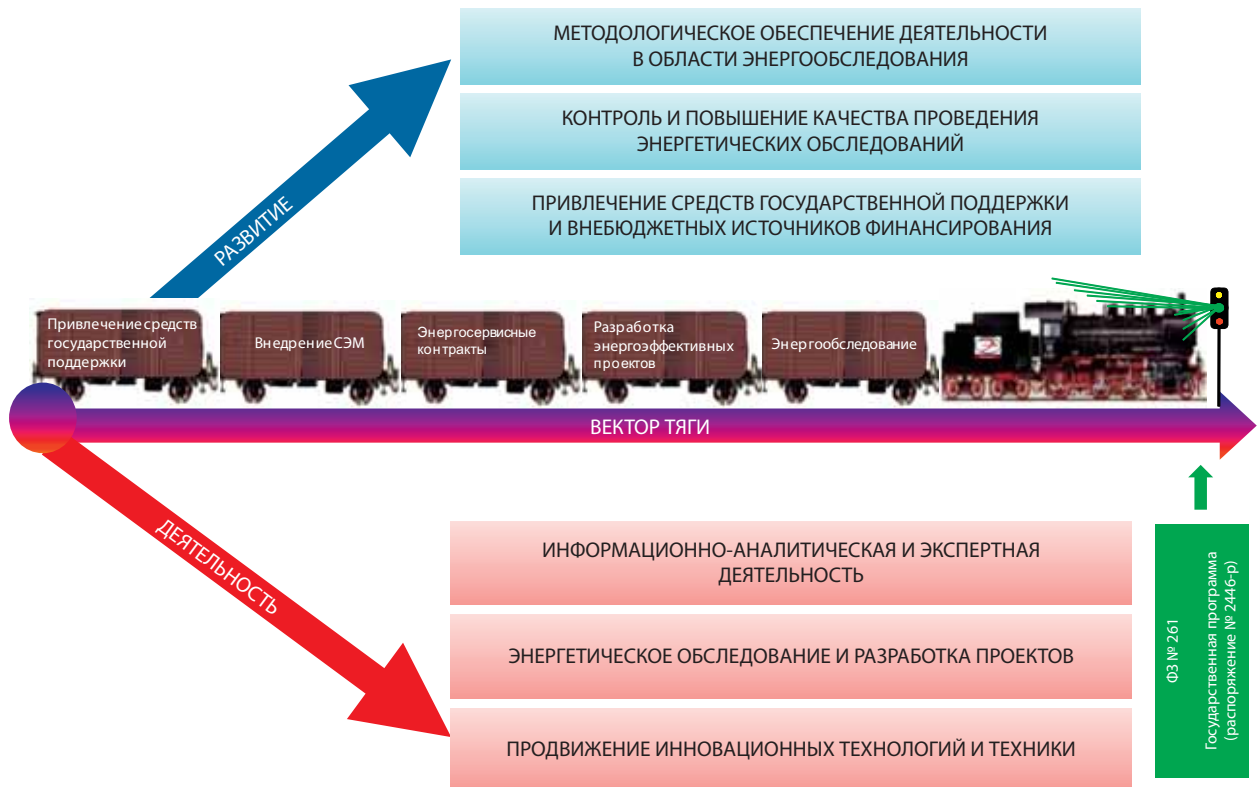 МЕТОДОЛОГИЧЕСКОЕ ОБЕСПЕЧЕНИЕ ДЕЯТЕЛЬНОСТИ
В ОБЛАСТИ ЭНЕРГООБСЛЕДОВАНИЯ
КОНТРОЛЬ И ПОВЫШЕНИЕ КАЧЕСТВА ПРОВЕДЕНИЯ
ЭНЕРГЕТИЧЕСКИХ ОБСЛЕДОВАНИЙ
ПРИВЛЕЧЕНИЕ СРЕДСТВ ГОСУДАРСТВЕННОЙ ПОДДЕРЖКИ
И ВНЕБЮДЖЕТНЫХ ИСТОЧНИКОВ ФИНАНСИРОВАНИЯ
РАЗВИТИЕ
Привлечение средств
государственной
поддержки
Внедрение СЭМ
Энергосервисные
контракты
Разработка
энергоэффективных
проектов
Энергообследование
ВЕКТОР ТЯГИ
ДЕЯТЕЛЬНОСТЬ
ИНФОРМАЦИОННО-АНАЛИТИЧЕСКАЯ И ЭКСПЕРТНАЯ
ДЕЯТЕЛЬНОСТЬ
ЭНЕРГЕТИЧЕСКОЕ ОБСЛЕДОВАНИЕ И РАЗРАБОТКА ПРОЕКТОВ
ПРОДВИЖЕНИЕ ИННОВАЦИОННЫХ ТЕХНОЛОГИЙ И ТЕХНИКИ
ФЗ № 261
Государственная программа
(распоряжение № 2446-р)